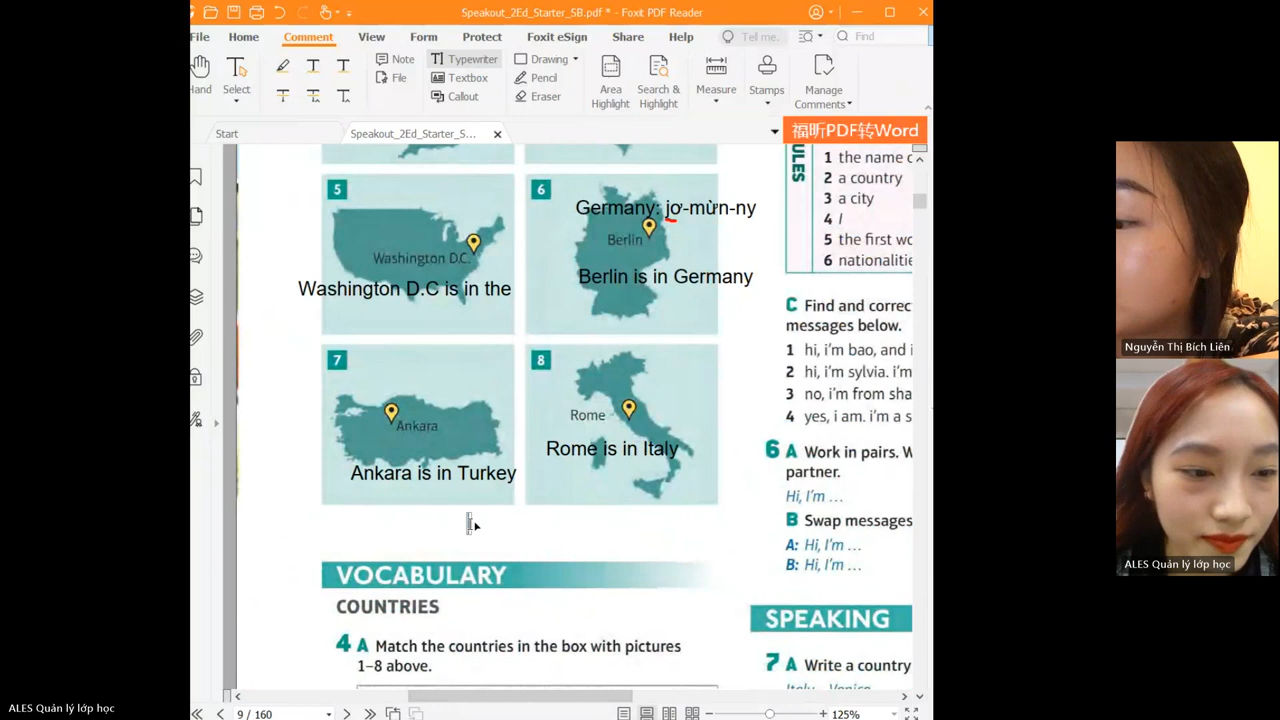 Speakout_2Ed_Starter_SB.pdf * - Foxit PDF Reader
File Home Comment View Form Protect Foxit eSign Share Help Tell me. Find
Hand
Select
Note
File
Typewriter
Textbox
Callout
Drawing
Pencil
Eraser
Area
Highlight
Search &
Highlight
Measure
Stamps
Manage
Comments
Start
Speakout_2Ed_Starter_S...
福昕PDF转Word
5
Washington D.C.
Washington D.C is in the
6
Germany: jơ-mừn-ny
Berlin
Berlin is in Germany
7
Ankara
Ankara is in Turkey
8
Rome
Rome is in Italy
VOCABULARY
COUNTRIES
4 A Match the countries in the box with pictures
1–8 above.
ULES
1 the name
2 a country
3 a city
4 I
5 the first
6
C Find and
messages below.
1 hi, i'm bao, and
2 hi, i'm sylvia. i'm
3 no, i'm from
4 yes, i am. i'm a
6 A Work in pairs.
partner.
Hi, I'm …
B Swap messages
A: Hi, I'm …
B: Hi, I'm …
SPEAKING
7 A Write a country
9 / 160
125%
Nguyễn Thị Bích Liên
ALES Quản lý lớp học
ALES Quản lý lớp học